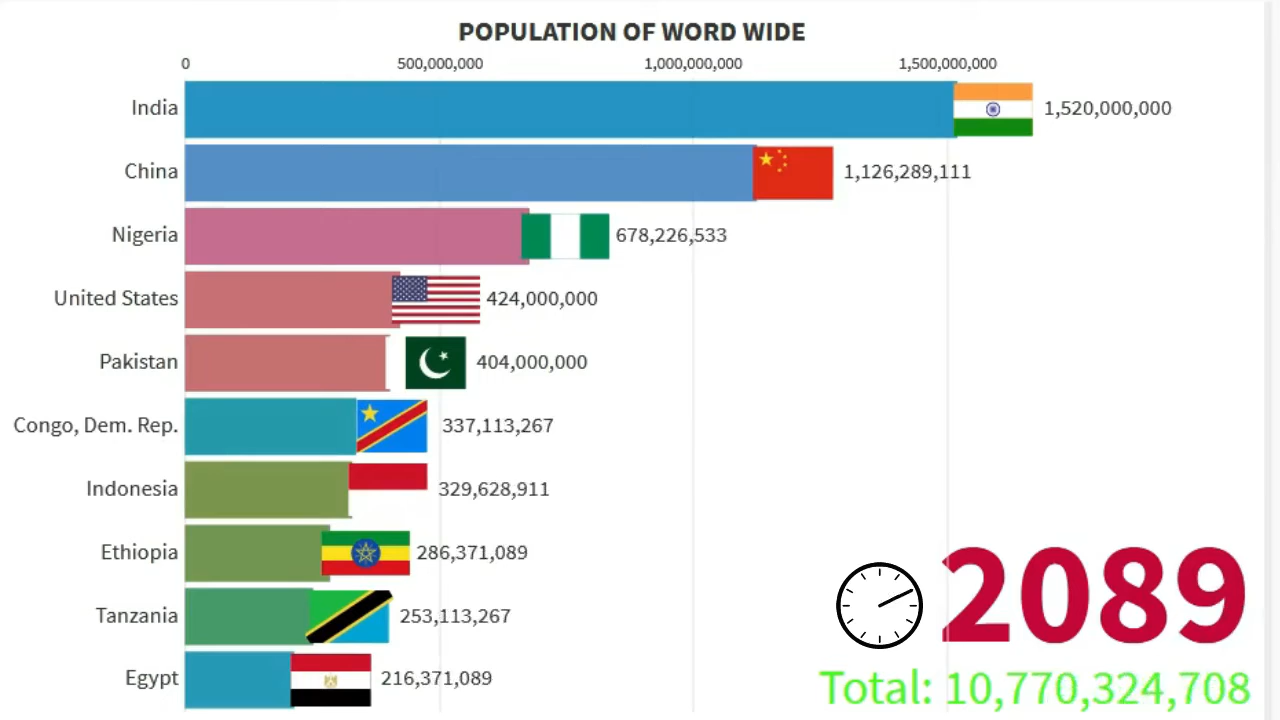 POPULATION OF WORD WIDE
0 500,000,000 1,000,000,000 1,500,000,000
India 1,520,000,000
China 1,126,289,111
Nigeria 678,226,533
United States 424,000,000
Pakistan 404,000,000
Congo, Dem. Rep. 337,113,267
Indonesia 329,628,911
Ethiopia 286,371,089
Tanzania 253,113,267
Egypt 216,371,089
2089
Total: 10,770,324,708